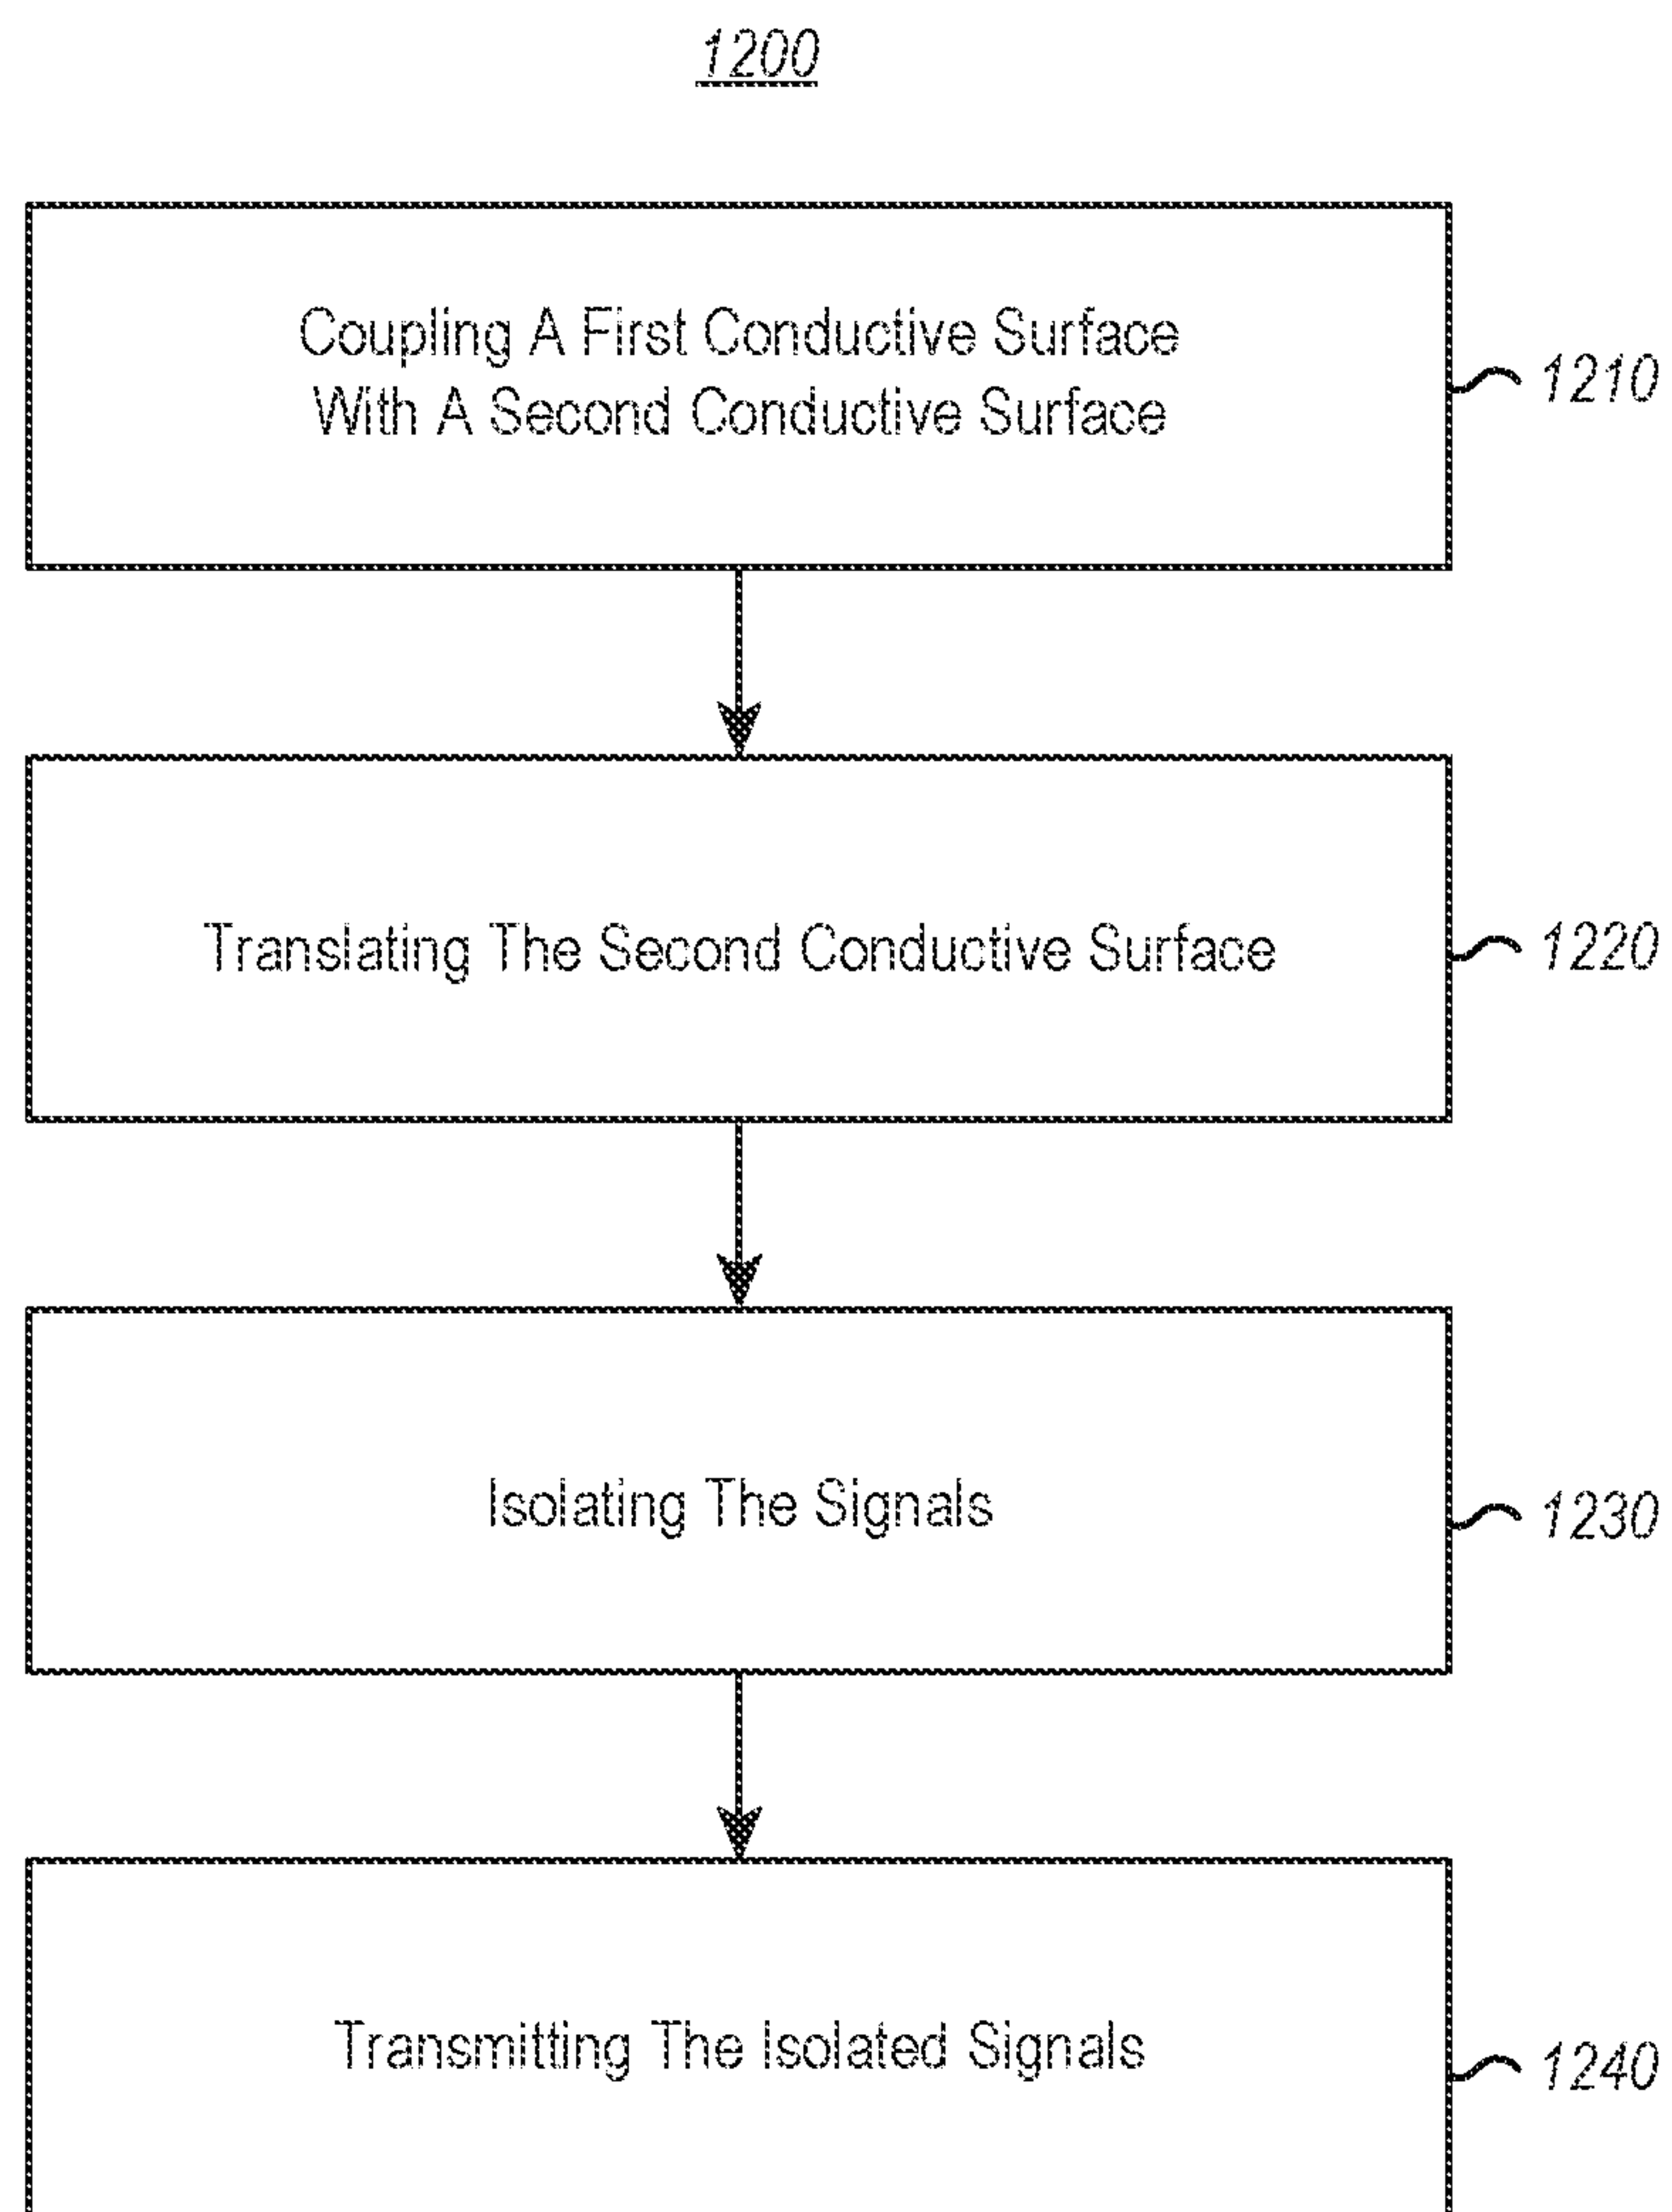 1200
Coupling A First Conductive Surface
With A Second Conductive Surface
1210
Translating The Second Conductive Surface
1220
Isolating The Signals
1230
Transmitting The Isolated Signals
1240